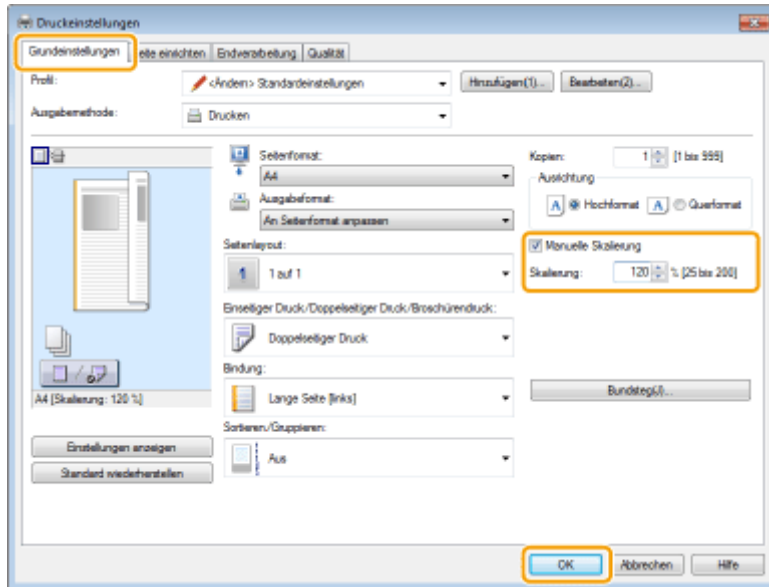 Druckeinstellungen
Grundeinstellungen Seite einrichten Endverarbeitung Qualität
Profil: <Ändern> Standardeinstellungen Hinzufügen(1)... Bearbeiten(2)...
Ausgabemethode: Drucken
Seitenformat: Kopien: 1 [1 bis 999]
A4 Ausrichtung
Ausgabeformat: A Hochformat A Querformat
An Seitenformat anpassen
Seitenlayout: Manuelle Skalierung
1 1 auf 1 Skalierung: 120 % [25 bis 200]
Einseitiger Druck/Doppelseitiger Druck/Broschürendruck:
Doppelseitiger Druck
Bindung:
A4 [Skalierung: 120 %] Lange Seite [links] Bundsteg(J)...
Sortieren/Gruppieren:
Einstellungen anzeigen Aus
Standard wiederherstellen
OK Abbrechen Hilfe